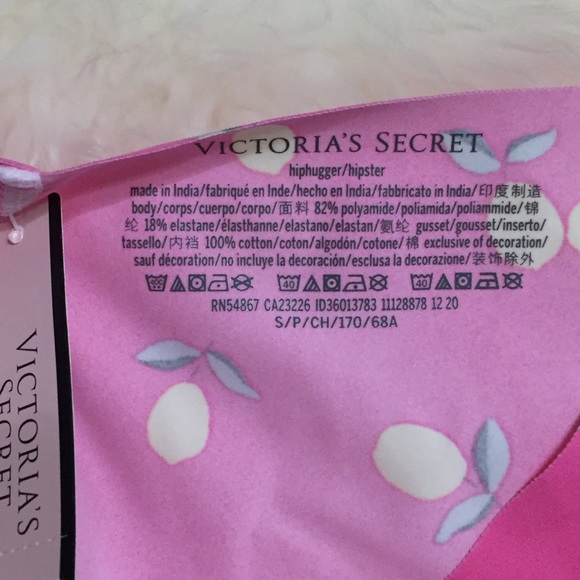 VICTORIA'S SECRET
hiphugger/hipster
made in India/fabriqué en Inde/hecho en India/fabbricato in India/印度制造
body/corps/cuerpo/corpo/面料 82% polyamide/poliamida/poliammide/锦
纶 18% elastane/élasthanne/elastano/elastan/氨纶 gusset/gousset/inserto/
tassello/内裆 100% cotton/coton/algodón/cotone/棉 exclusive of decoration/
sauf décoration/no incluye la decoración/esclusa la decorazione/装饰除外
40 40
RN54867 CA23226 ID36013783 11128878 12 20
S/P/CH/170/68A
VICTORIA'S
SECRET